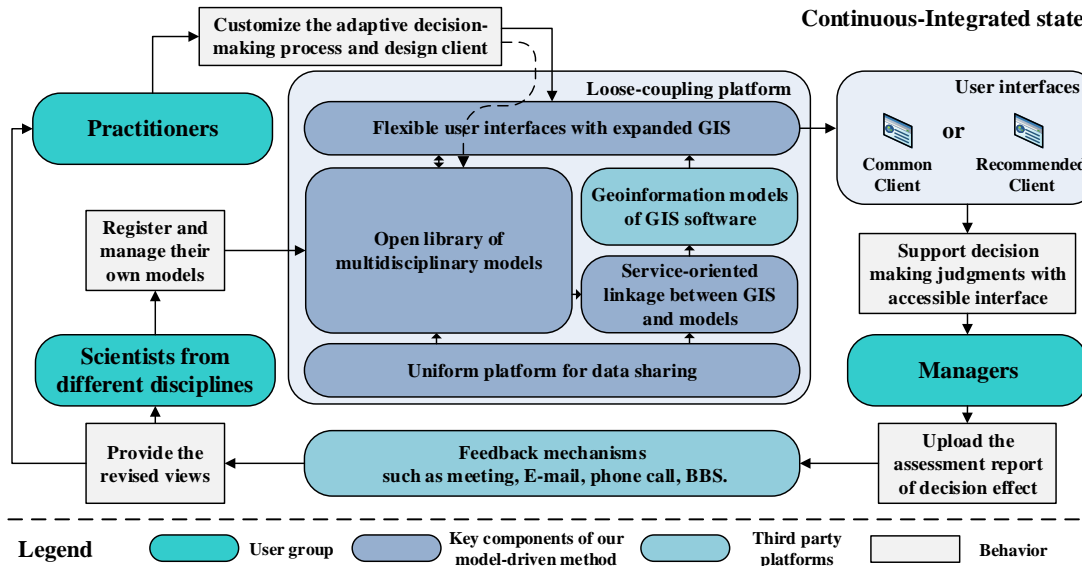 Continuous-Integrated state
Customize the adaptive decision-
making process and design client
Loose-coupling platform
User interfaces
Practitioners
Flexible user interfaces with expanded GIS
or
Common
Client
Recommended
Client
Geoinformation models
of GIS software
Register and
manage their
own models
Open library of
multidisciplinary models
Support decision
making judgments with
accessible interface
Service-oriented
linkage between GIS
and models
Scientists from
different disciplines
Uniform platform for data sharing
Managers
Provide the
revised views
Feedback mechanisms
such as meeting, E-mail, phone call, BBS.
Upload the
assessment report
of decision effect
Legend
User group
Key components of our
model-driven method
Third party
platforms
Behavior